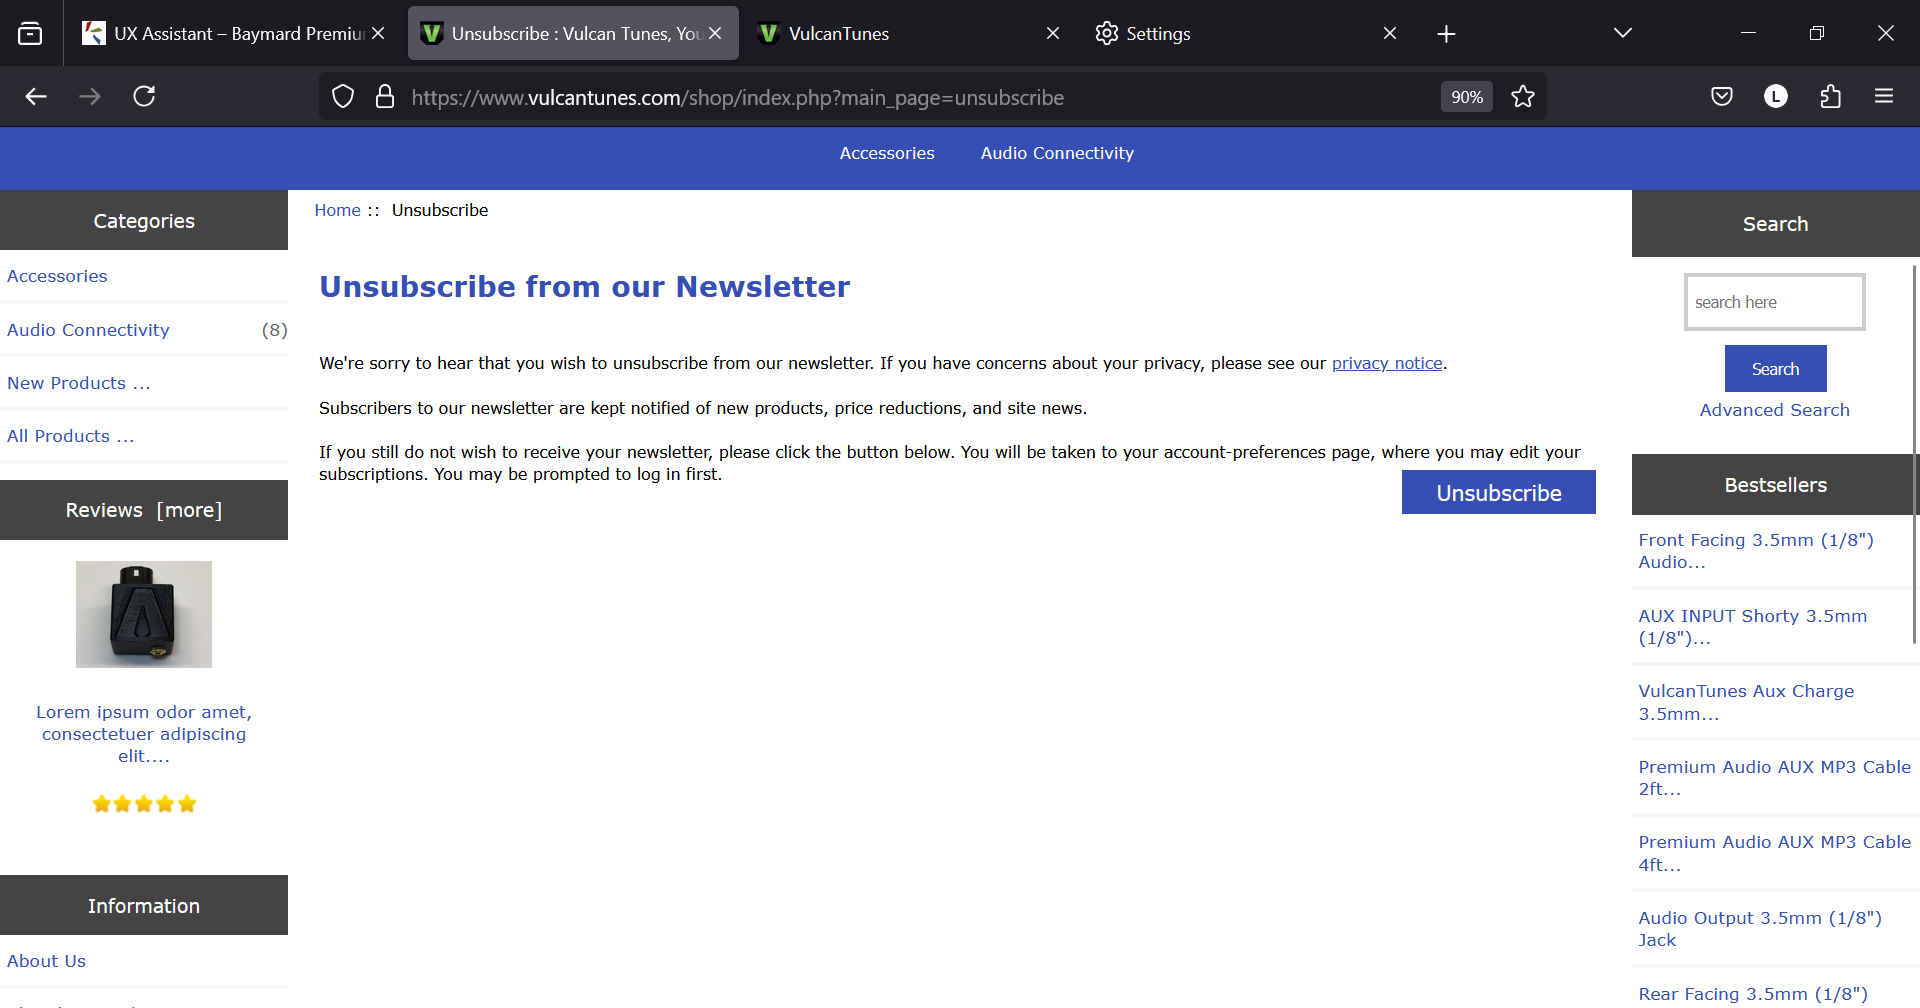 UX Assistant – Baymard Premiu
Unsubscribe : Vulcan Tunes, You
VulcanTunes
Settings
https://www.vulcantunes.com/shop/index.php?main_page=unsubscribe
90%
L
Accessories
Audio Connectivity
Categories
Accessories
Audio Connectivity (8)
New Products ...
All Products ...
Reviews [more]
Lorem ipsum odor amet,
consectetuer adipiscing
elit....
Information
About Us
Home :: Unsubscribe
Unsubscribe from our Newsletter
We're sorry to hear that you wish to unsubscribe from our newsletter. If you have concerns about your privacy, please see our privacy notice.
Subscribers to our newsletter are kept notified of new products, price reductions, and site news.
If you still do not wish to receive your newsletter, please click the button below. You will be taken to your account-preferences page, where you may edit your
subscriptions. You may be prompted to log in first.
Unsubscribe
Search
search here
Search
Advanced Search
Bestsellers
Front Facing 3.5mm (1/8")
Audio...
AUX INPUT Shorty 3.5mm
(1/8")...
VulcanTunes Aux Charge
3.5mm...
Premium Audio AUX MP3 Cable
2ft...
Premium Audio AUX MP3 Cable
4ft...
Audio Output 3.5mm (1/8")
Jack
Rear Facing 3.5mm (1/8")